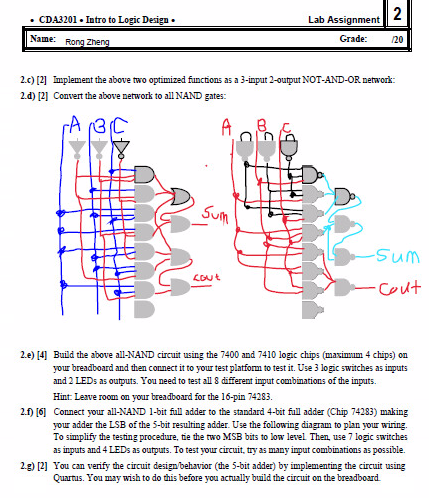 • CDA3201 • Intro to Logic Design •
Lab Assignment 2
Name: Rong Zheng
Grade: /20
2.c) [2] Implement the above two optimized functions as a 3-input 2-output NOT-AND-OR network:
2.d) [2] Convert the above network to all NAND gates:
A B C
A B C
Sum
Cout
Sum
Cout
2.e) [4] Build the above all-NAND circuit using the 7400 and 7410 logic chips (maximum 4 chips) on
your breadboard and then connect it to your test platform to test it. Use 3 logic switches as inputs
and 2 LEDs as outputs. You need to test all 8 different input combinations of the inputs.
Hint: Leave room on your breadboard for the 16-pin 74283.
2.f) [6] Connect your all-NAND 1-bit full adder to the standard 4-bit full adder (Chip 74283) making
your adder the LSB of the 5-bit resulting adder. Use the following diagram to plan your wiring.
To simplify the testing procedure, tie the two MSB bits to low level. Then, use 7 logic switches
as inputs and 4 LEDs as outputs. To test your circuit, try as many input combinations as possible.
2.g) [2] You can verify the circuit design/behavior (the 5-bit adder) by implementing the circuit using
Quartus. You may wish to do this before you actually build the circuit on the breadboard.